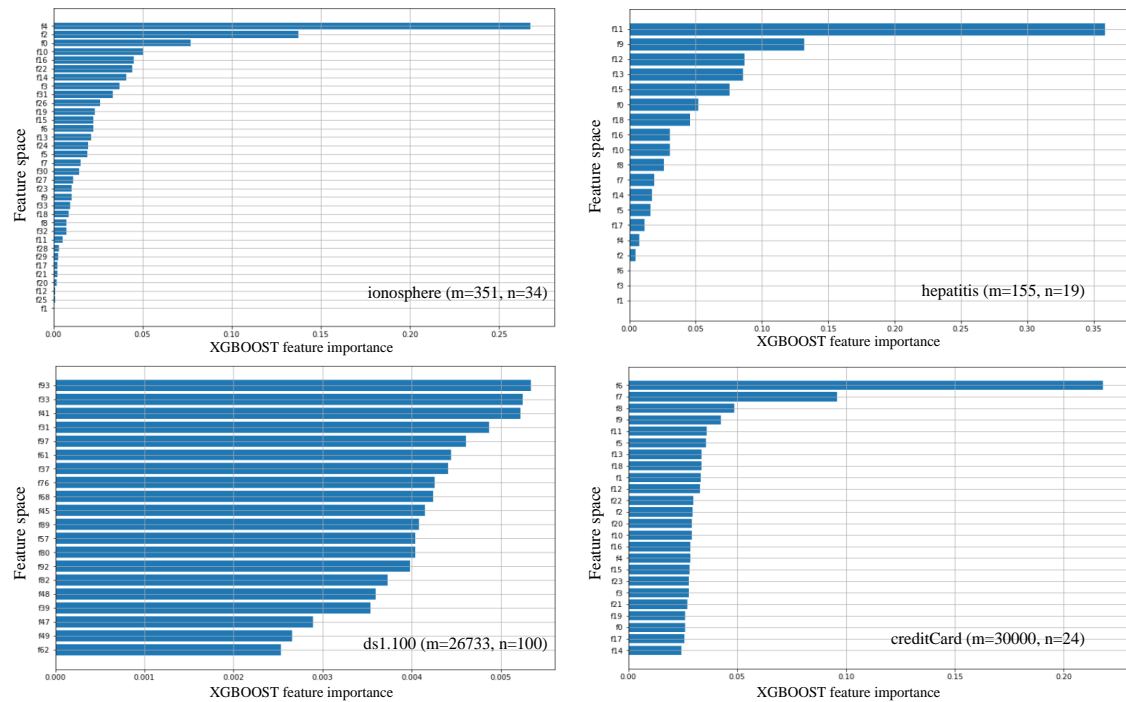 Feature space
f4
f2
f0
f10
f16
f22
f14
f3
f31
f26
f19
f15
f6
f13
f24
f5
f7
f30
f27
f23
f9
f33
f18
f8
f32
f11
f28
f29
f17
f21
f20
f12
f25
f1
ionosphere (m=351, n=34)
0.00 0.05 0.10 0.15 0.20 0.25
XGBOOST feature importance
Feature space
f11
f9
f12
f13
f15
f0
f18
f16
f10
f8
f7
f14
f5
f17
f4
f2
f6
f3
f1
hepatitis (m=155, n=19)
0.00 0.05 0.10 0.15 0.20 0.25 0.30 0.35
XGBOOST feature importance
Feature space
f93
f33
f41
f31
f97
f61
f37
f76
f68
f45
f89
f57
f80
f92
f82
f48
f39
f47
f49
f62
ds1.100 (m=26733, n=100)
0.000 0.001 0.002 0.003 0.004 0.005
XGBOOST feature importance
Feature space
f6
f7
f8
f9
f11
f5
f13
f18
f1
f12
f22
f2
f20
f10
f16
f4
f15
f23
f3
f21
f19
f0
f17
f14
creditCard (m=30000, n=24)
0.00 0.05 0.10 0.15 0.20
XGBOOST feature importance